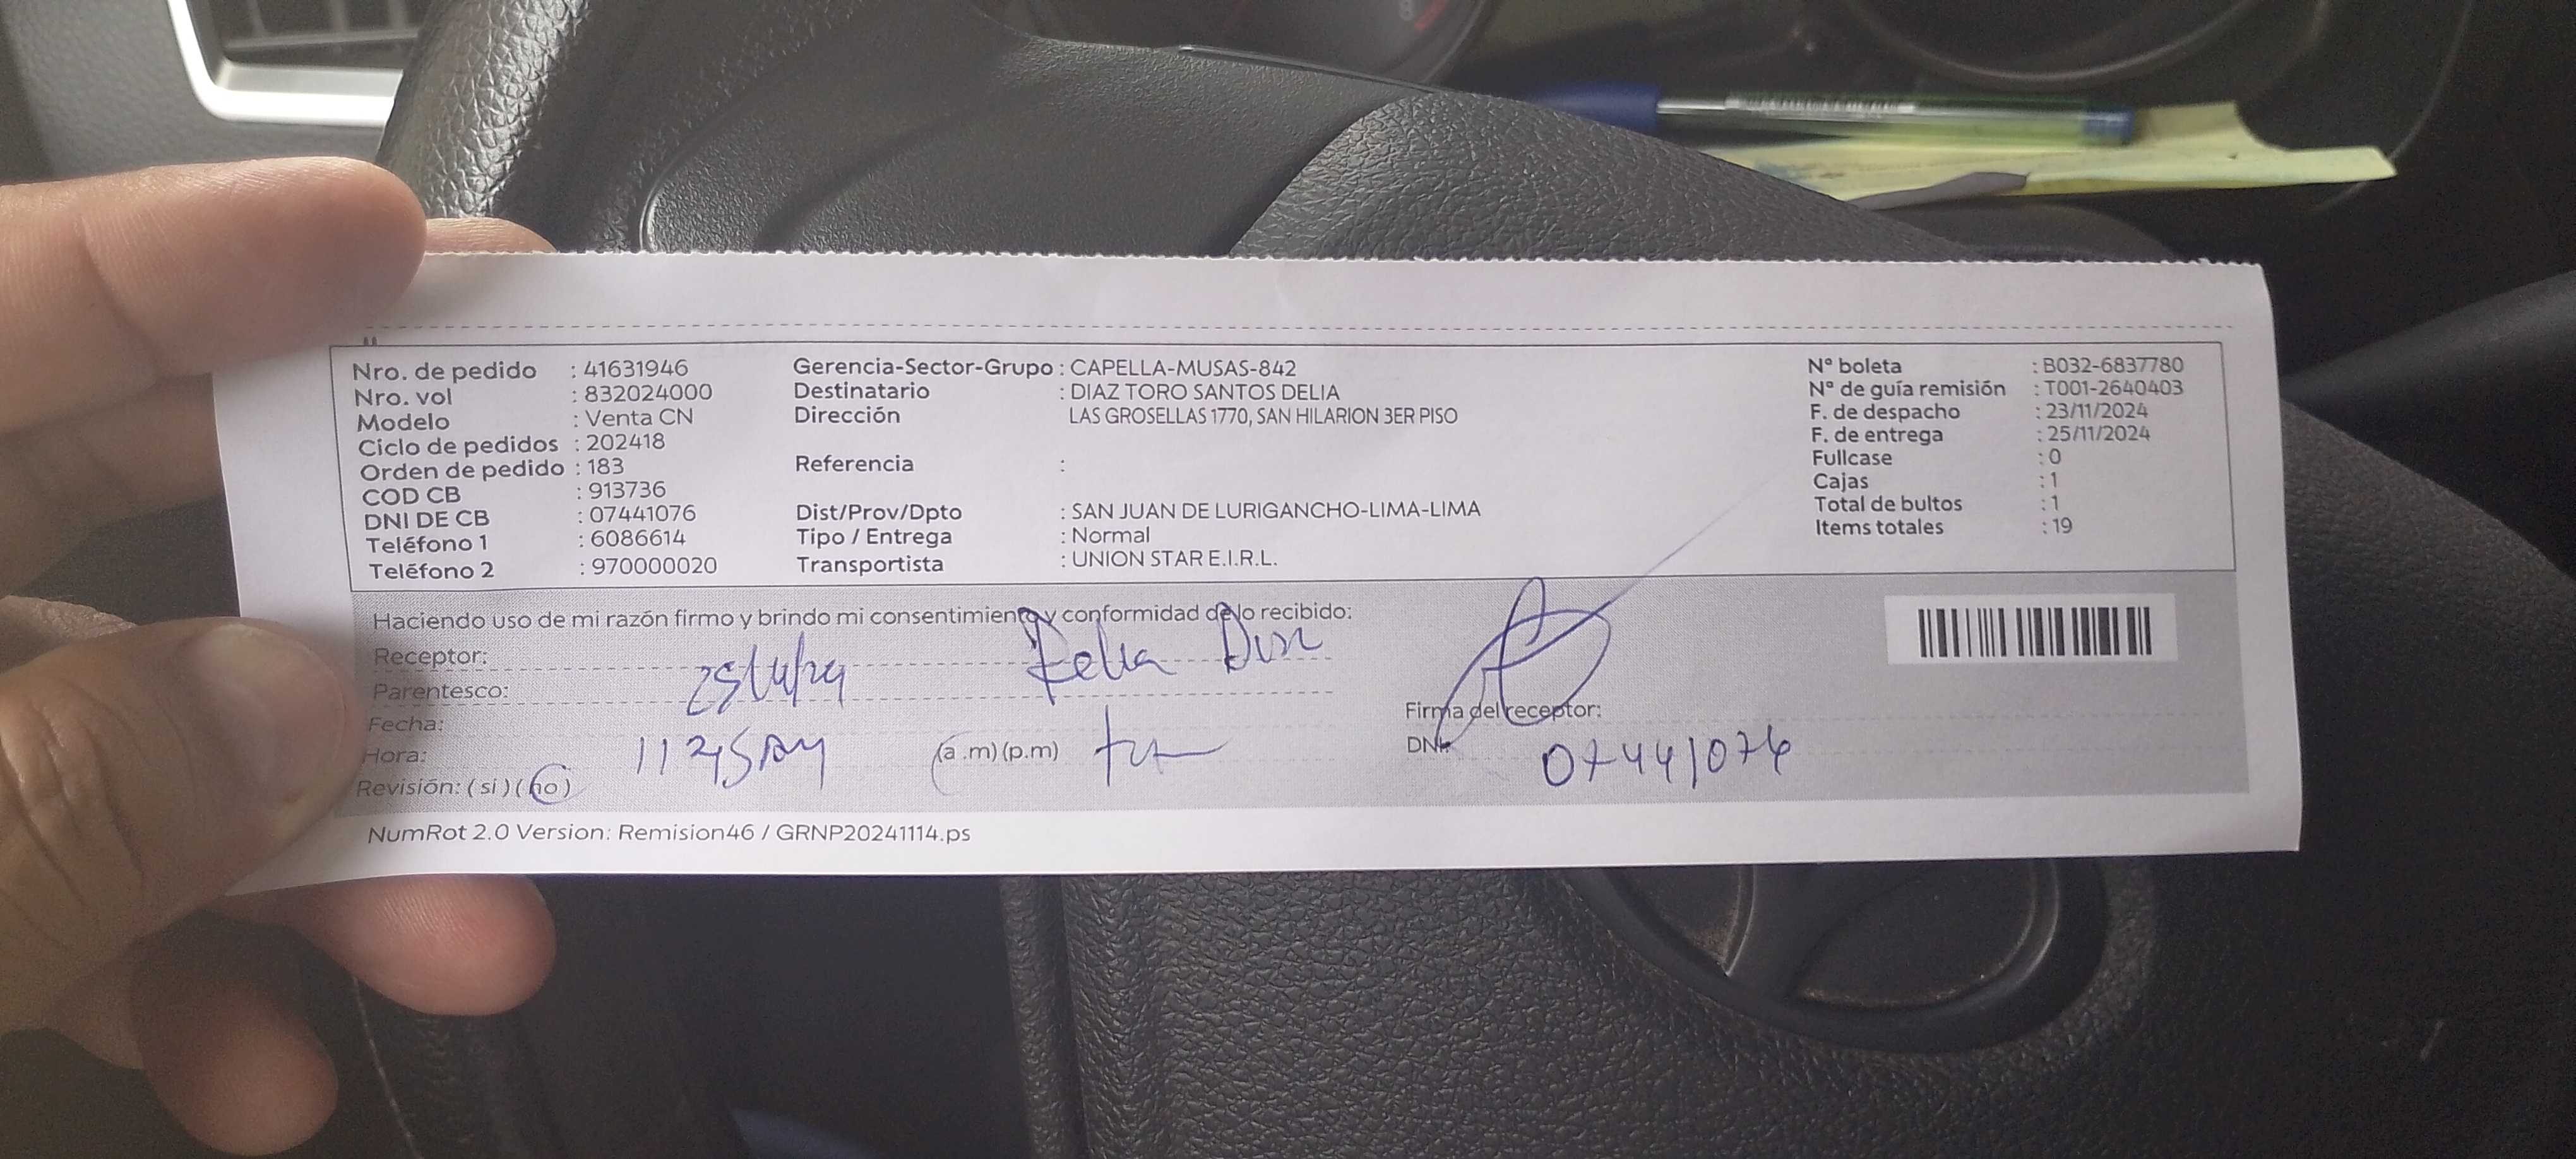 Nro. de pedido : 41631946 Gerencia-Sector-Grupo : CAPELLA-MUSAS-842 Nº boleta : B032-6837780
Nro. vol : 832024000 Destinatario : DIAZ TORO SANTOS DELIA Nº de guía remisión : T001-2640403
Modelo : Venta CN Dirección LAS GROSELLAS 1770, SAN HILARION 3ER PISO F. de despacho : 23/11/2024
Ciclo de pedidos : 202418 F. de entrega : 25/11/2024
Orden de pedido : 183 Referencia : Fullcase : 0
COD CB : 913736 Cajas : 1
DNI DE CB : 07441076 Dist/Prov/Dpto : SAN JUAN DE LURIGANCHO-LIMA-LIMA Total de bultos : 1
Teléfono 1 : 6086614 Tipo / Entrega : Normal Items totales : 19
Teléfono 2 : 970000020 Transportista : UNION STAR E.I.R.L.
Haciendo uso de mi razón firmo y brindo mi consentimiento y conformidad de lo recibido:
Receptor: Delia
Parentesco:
Fecha: Firma del receptor:
Hora: (a .m) (p.m) DNI: 07441076
Revisión: ( si ) ( no )
NumRot 2.0 Version: Remision46 / GRNP20241114.ps